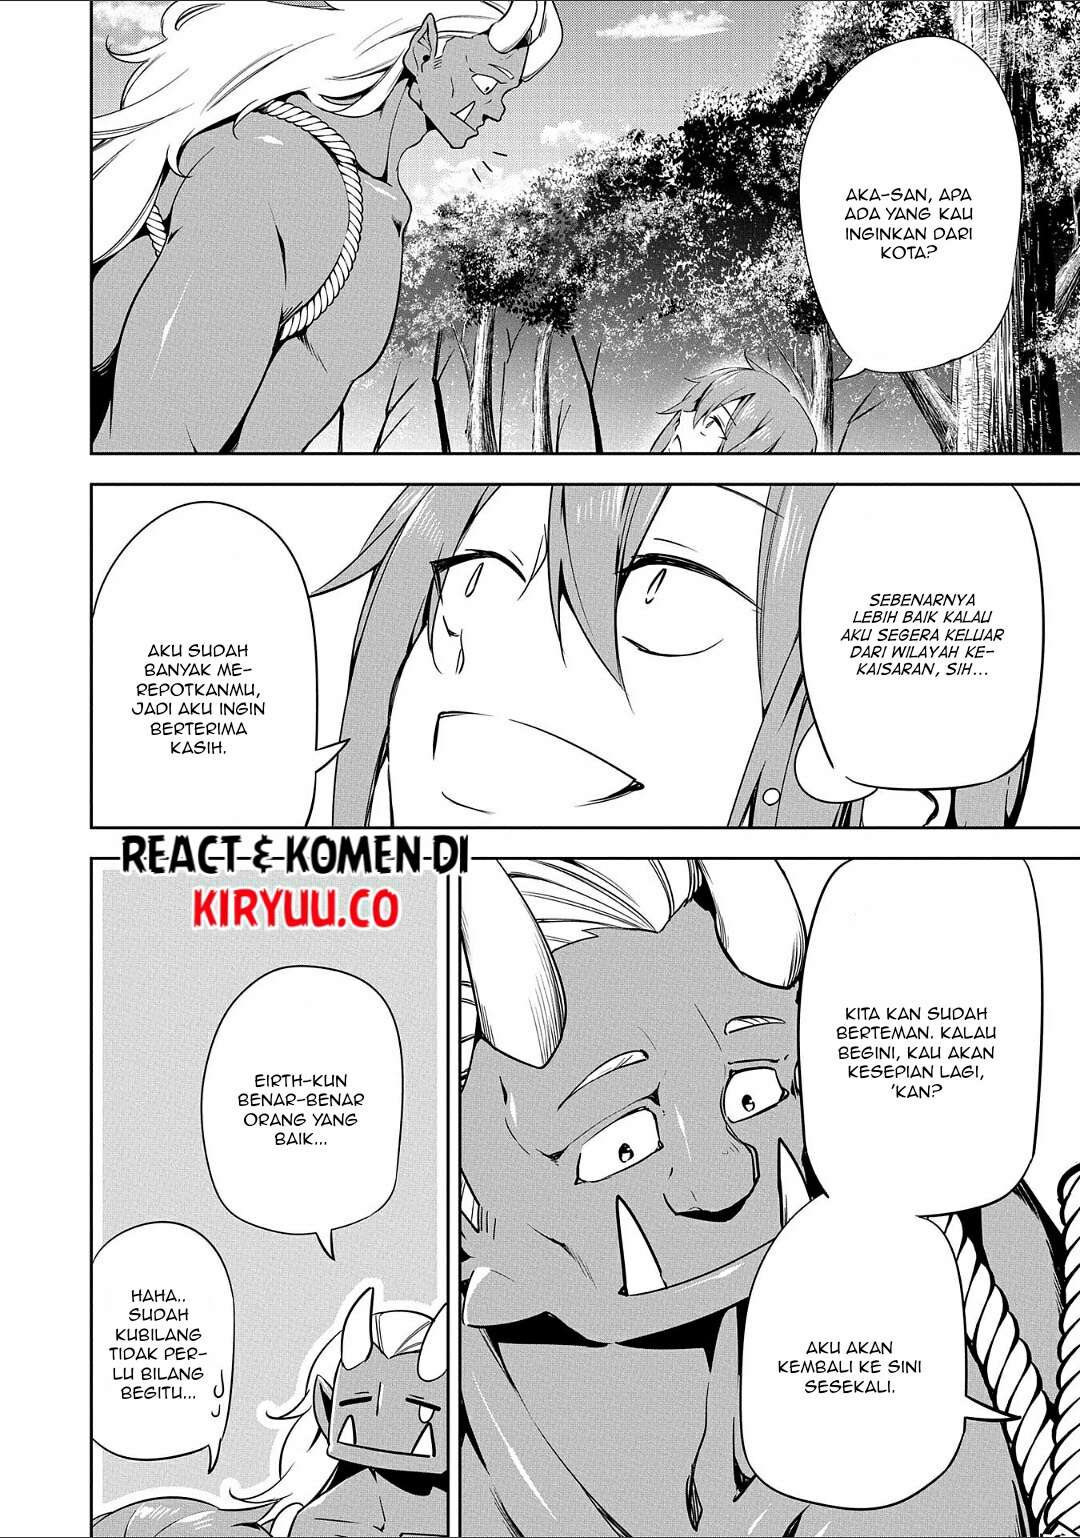 AKA-SAN, APA
ADA YANG KAU
INGINKAN DARI
KOTA?
SEBENARNYA
LEBIH BAIK KALAU
AKU SEGERA KELUAR
DARI WILAYAH KE-
KAISARAN, SIH...
AKU SUDAH
BANYAK ME-
REPOTKANMU,
JADI AKU INGIN
BERTERIMA
KASIH.
REACT & KOMEN DI
KIRYUU.CO
KITA KAN SUDAH
BERTEMAN. KALAU
BEGINI, KAU AKAN
KESEPIAN LAGI,
'KAN?
AKU AKAN
KEMBALI KE SINI
SESEKALI.
EIRTH-KUN
BENAR-BENAR
ORANG YANG
BAIK...
HAHA..
SUDAH
KUBILANG
TIDAK PER-
LU BILANG
BEGITU...